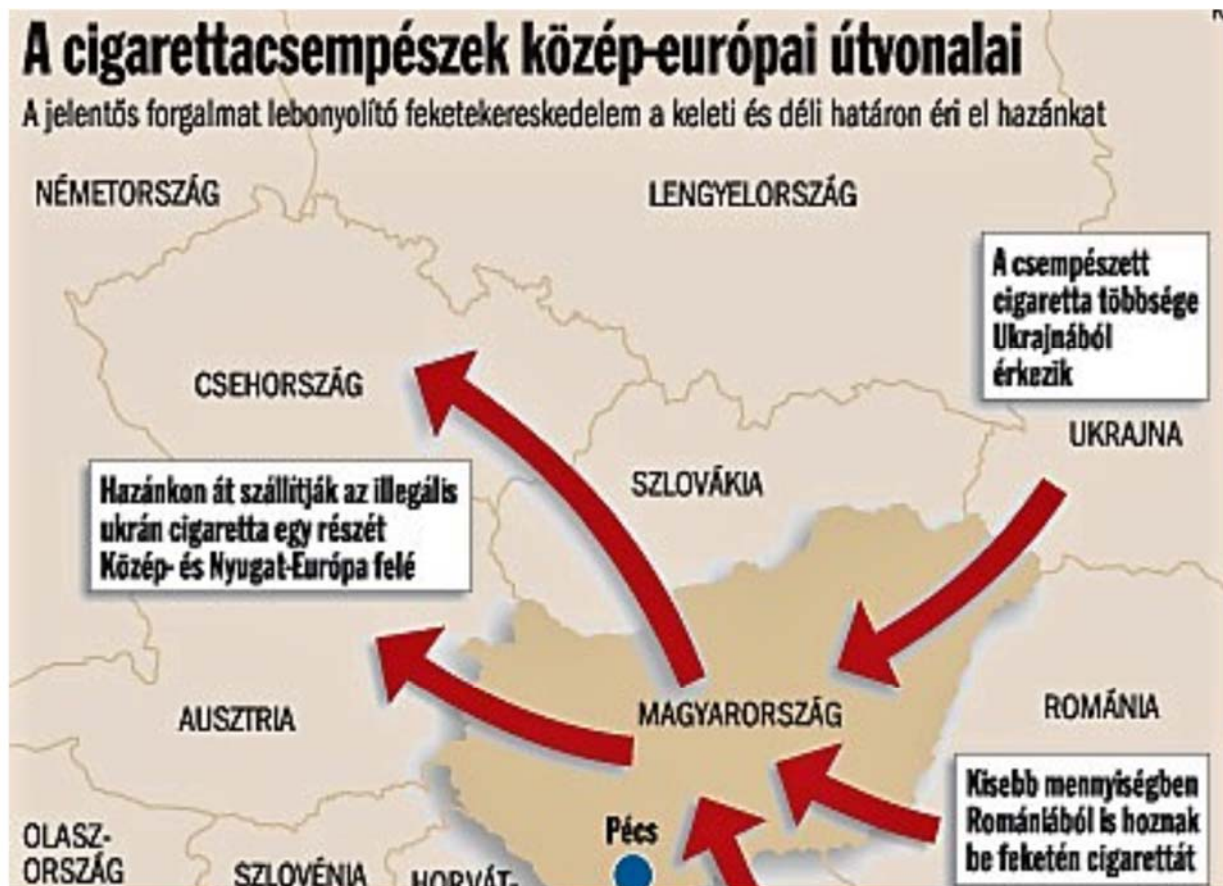 A cigarettacsempészek közép-európai útvonalai
A jelentős forgalmat lebonyolító feketekereskedelem a keleti és déli határon éri el hazánkat
NÉMETORSZÁG
LENGYELORSZÁG
A csempészett
cigaretta többsége
Ukrajnából
érkezik
CSEHORSZÁG
UKRAJNA
SZLOVÁKIA
Hazánkon át szállítják az illegális
ukrán cigaretta egy részét
Közép- és Nyugat-Európa felé
AUSZTRIA
MAGYARORSZÁG
ROMÁNIA
Kisebb mennyiségben
Romániából is hoznak
be feketén cigarettát
Pécs
OLASZ-
ORSZÁG
SZLOVÉNIA
HORVÁT-